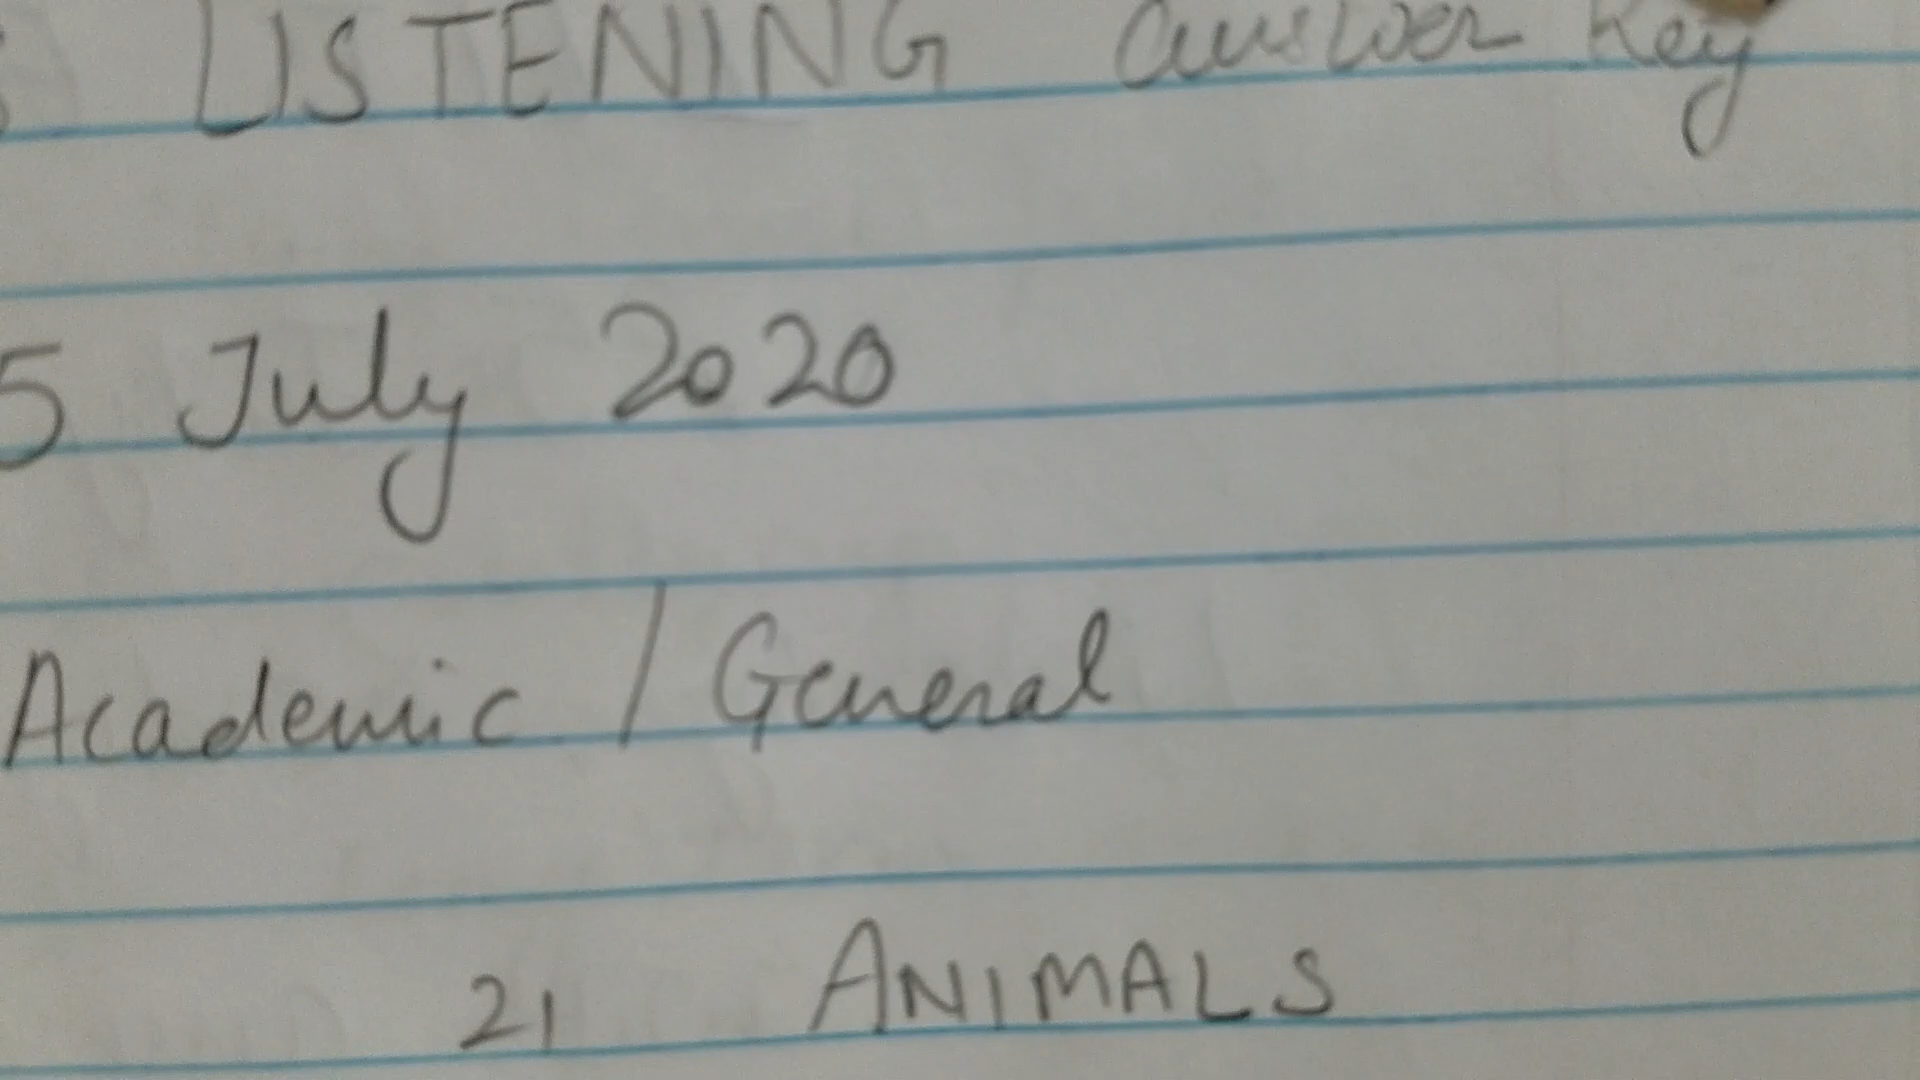 LISTENING answer key
5 July 2020
Academic / General
21 ANIMALS